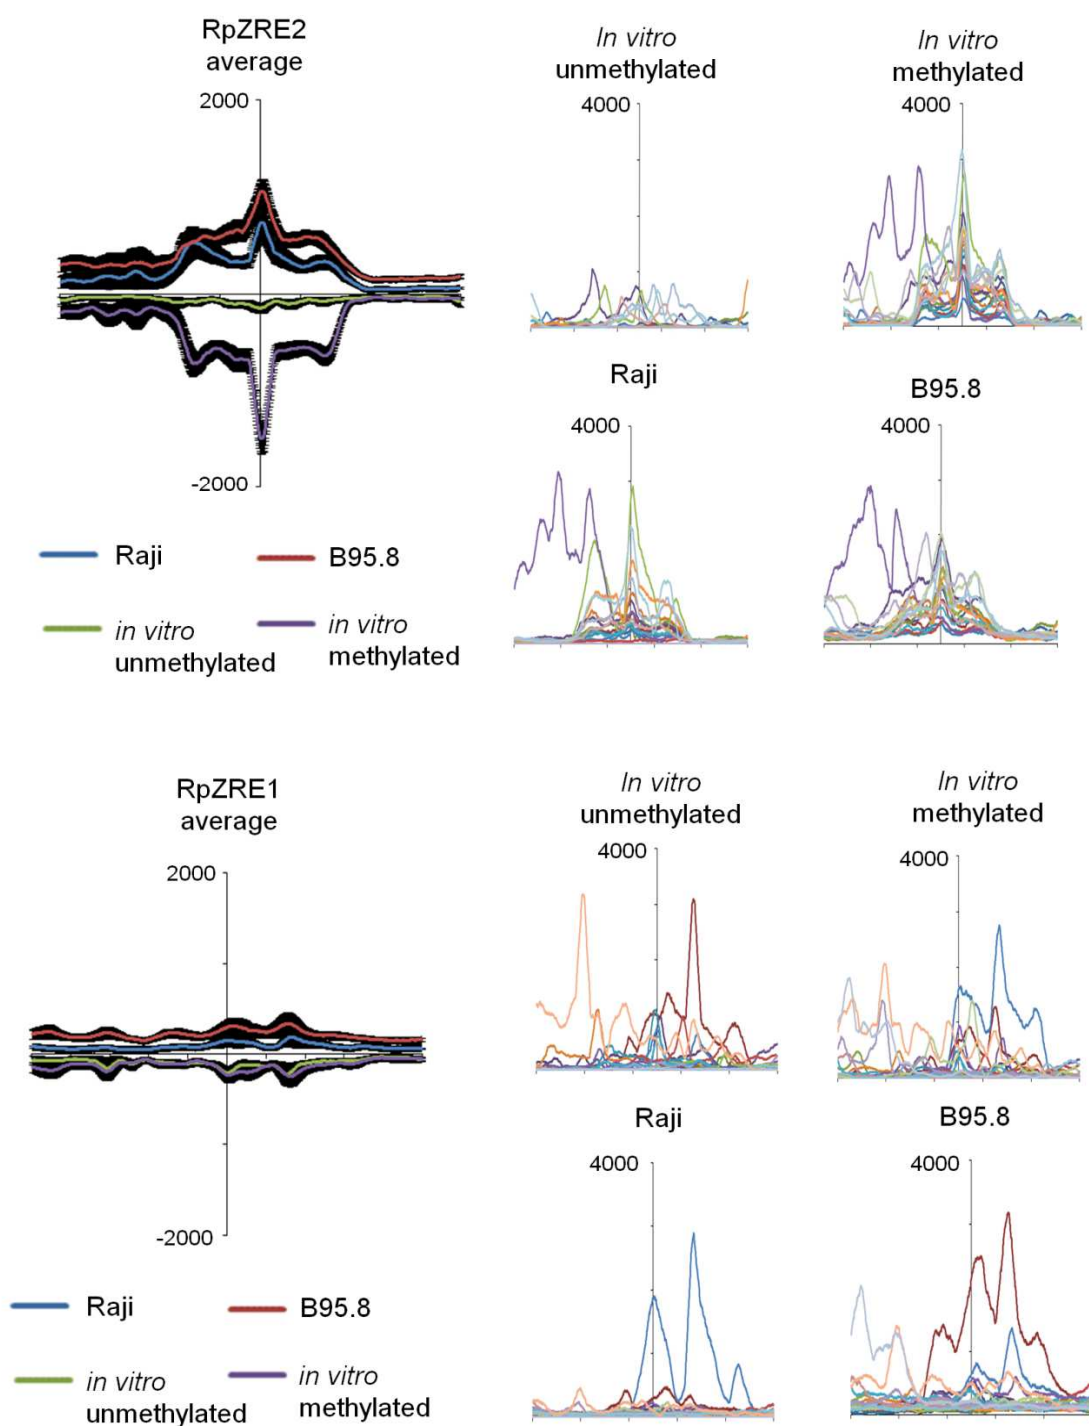 RpZRE2
average
2000
-2000
Raji
B95.8
in vitro
unmethylated
in vitro
methylated
In vitro
unmethylated
4000
In vitro
methylated
4000
Raji
4000
B95.8
4000
RpZRE1
average
2000
-2000
Raji
B95.8
in vitro
unmethylated
in vitro
methylated
In vitro
unmethylated
4000
In vitro
methylated
4000
Raji
4000
B95.8
4000